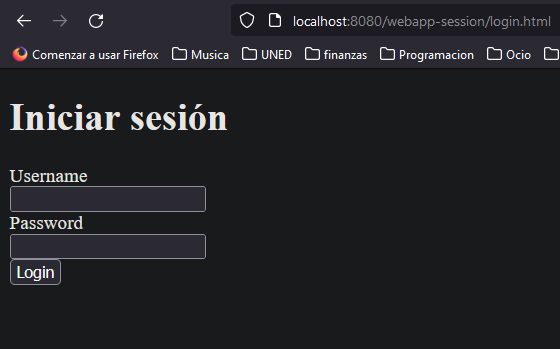 localhost:8080/webapp-session/login.html
Comenzar a usar Firefox Musica UNED finanzas Programacion Ocio
Iniciar sesión
Username
Password
Login